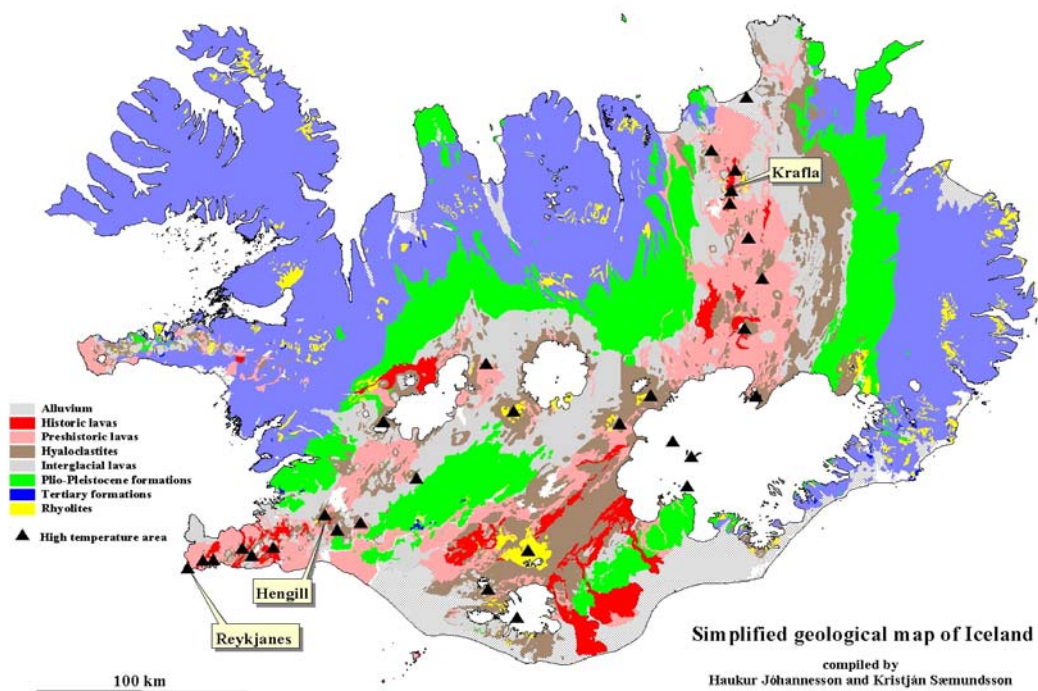 Krafla
Alluvium
Historic lavas
Preshistoric lavas
Hyaloclastites
Interglacial lavas
Plio-Pleistocene formations
Tertiary formations
Rhyolites
High temperature area
Hengill
Reykjanes
Simplified geological map of Iceland
compiled by
Haukur Jóhannesson and Kristján Sæmundsson
100 km